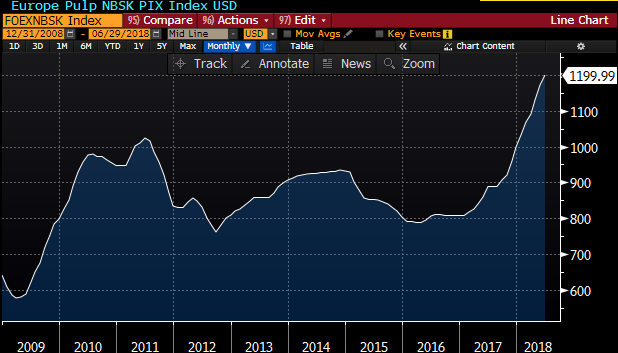 Europe Pulp NBSK PIX Index USD
FOEXNBSK Index 95) Compare 96) Actions 97) Edit Line Chart
12/31/2008 - 06/29/2018 Mid Line USD Mov Avgs Key Events i
1D 3D 1M 6M YTD 1Y 5Y Max Monthly ▼ Table « Chart Content
Track Annotate News Zoom
1199.99
1100
1000
900
800
700
600
2009 2010 2011 2012 2013 2014 2015 2016 2017 2018